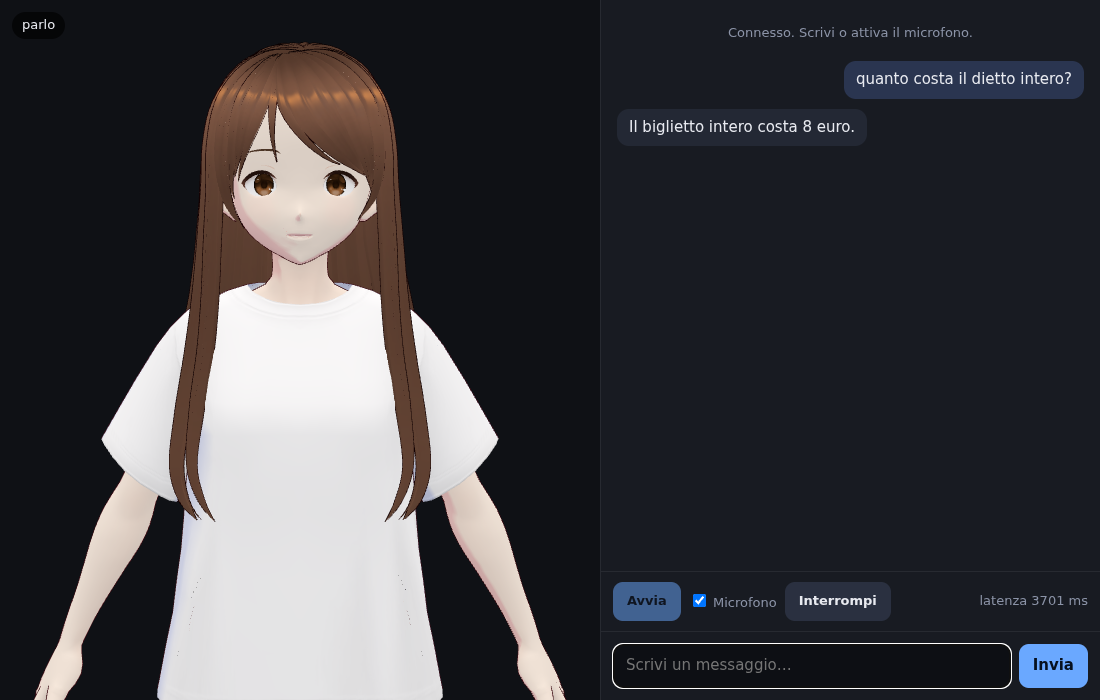 parlo
Connesso. Scrivi o attiva il microfono.
quanto costa il dietto intero?
Il biglietto intero costa 8 euro.
Avvia
Microfono
Interrompi
latenza 3701 ms
Scrivi un messaggio...
Invia